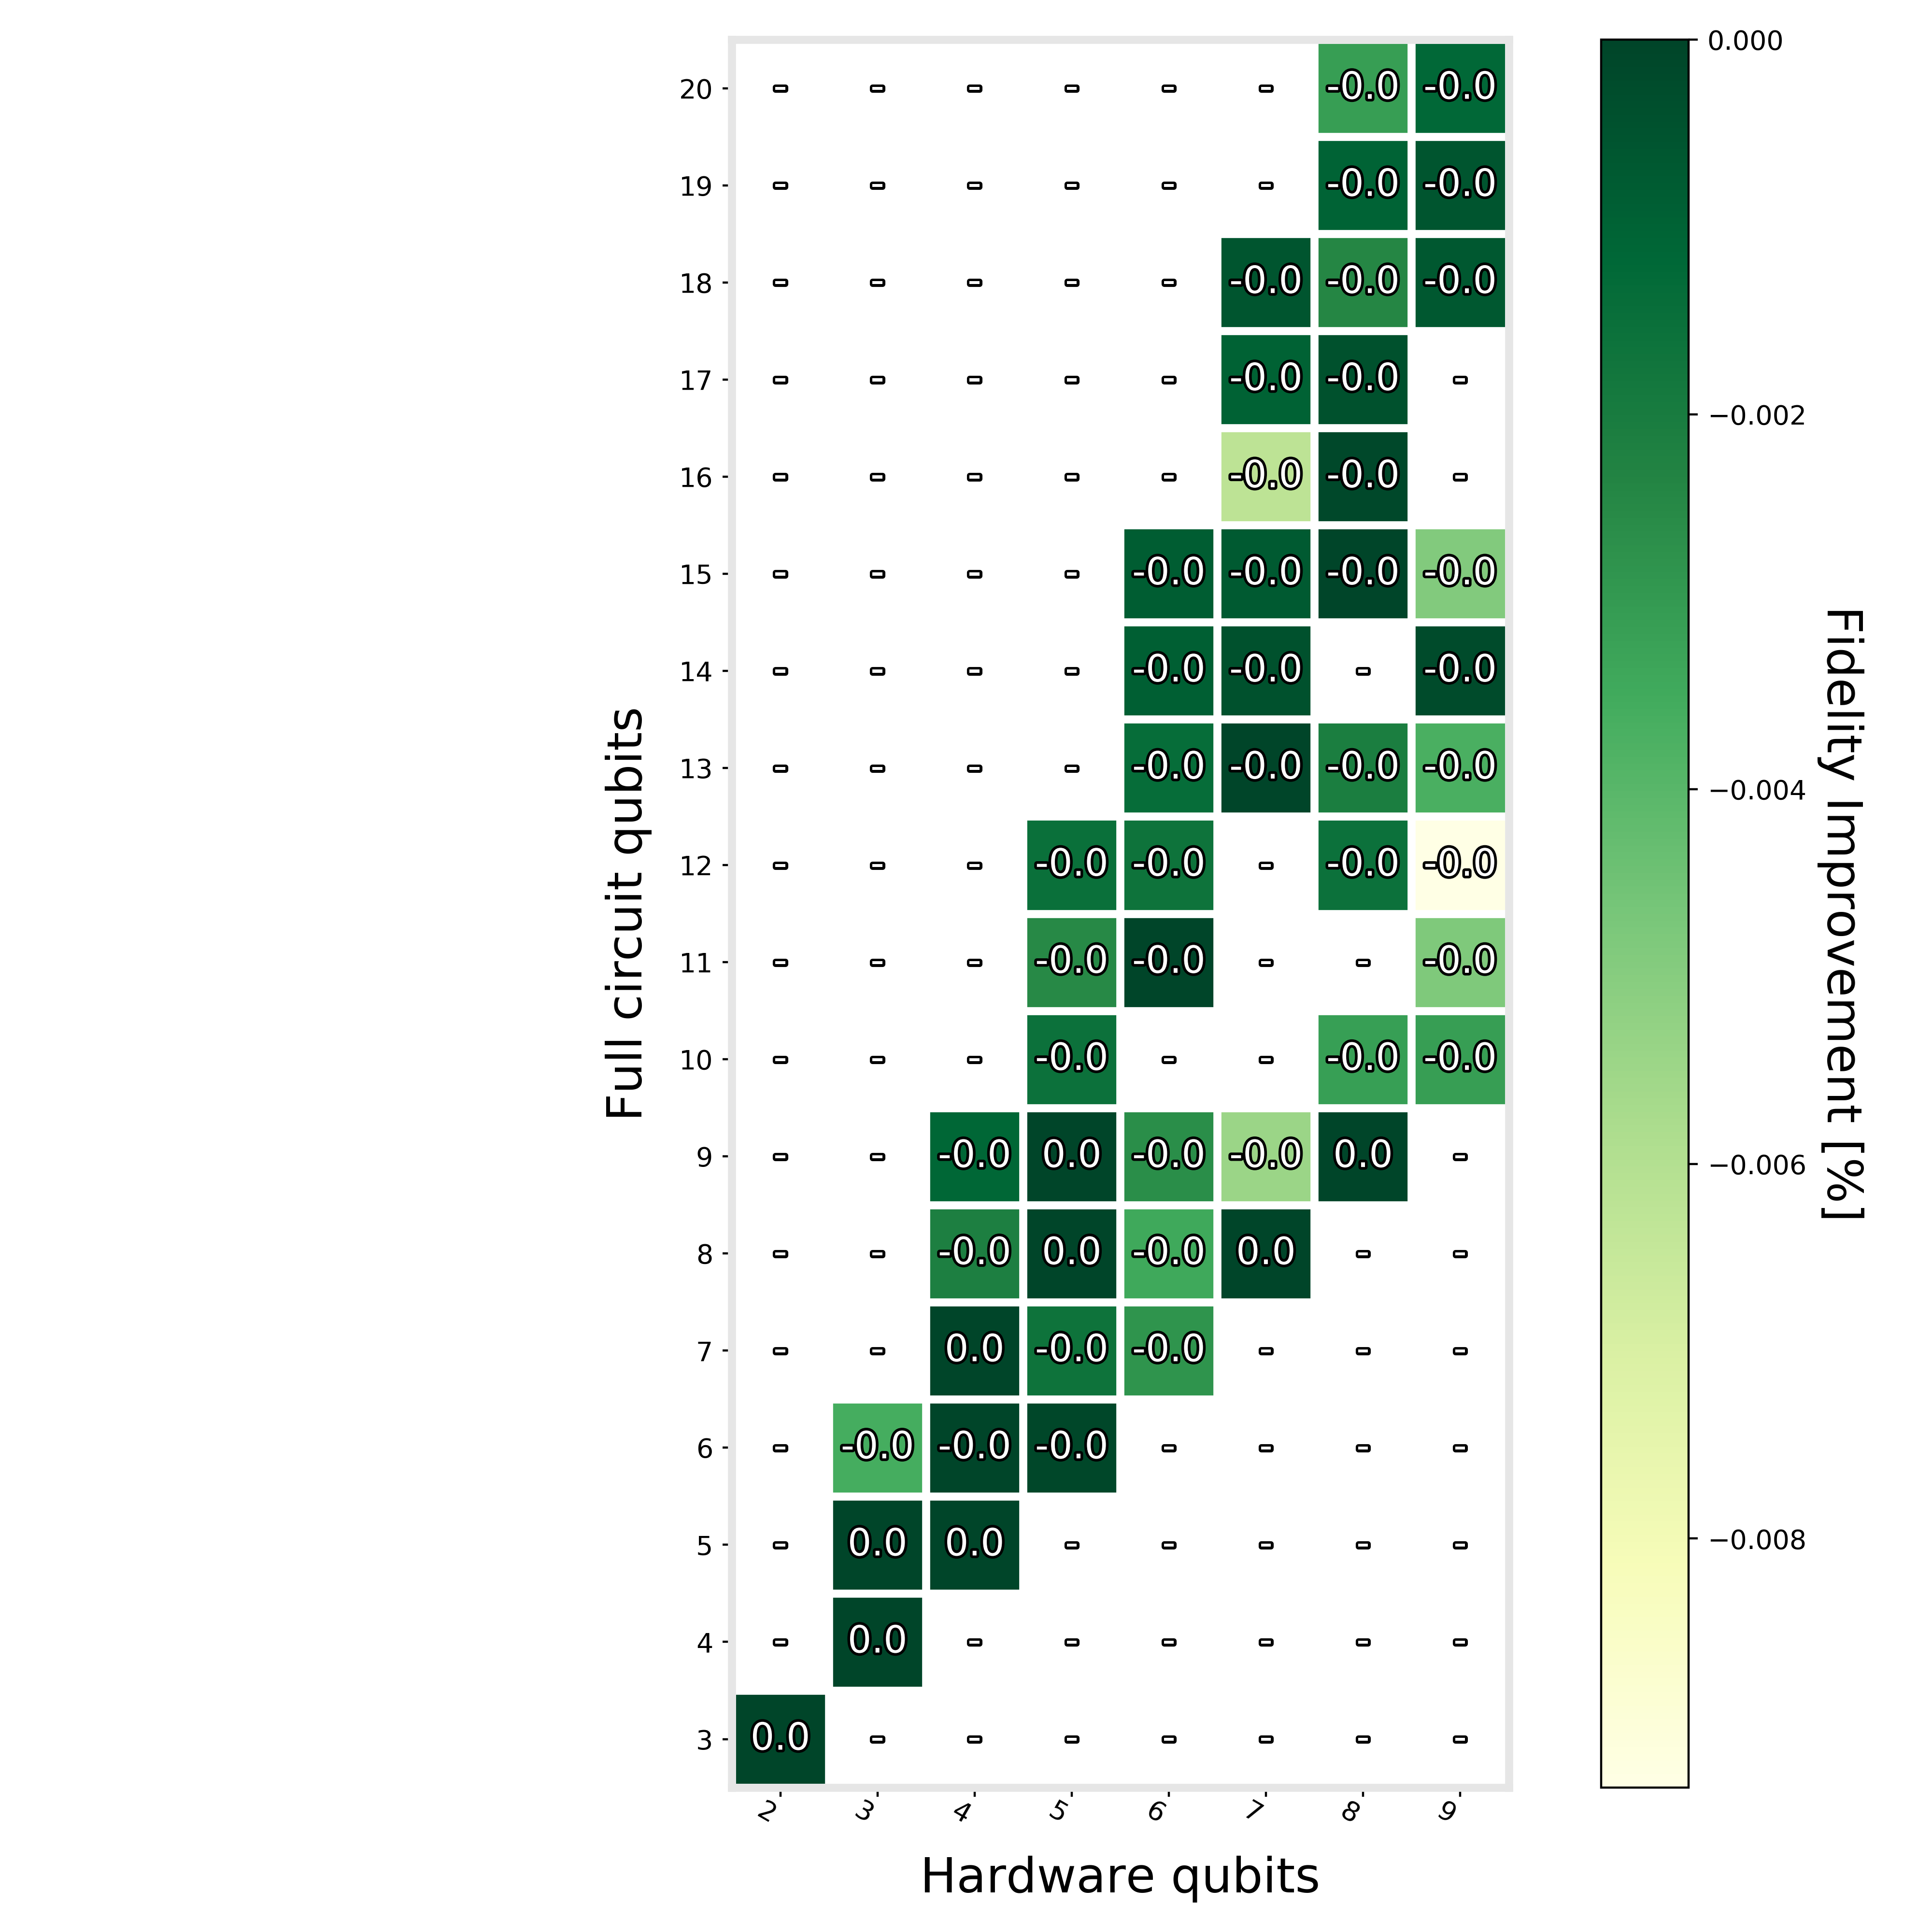 20 - - - - - - -0.0 -0.0
19 - - - - - - -0.0 -0.0
18 - - - - - -0.0 -0.0 -0.0
17 - - - - - -0.0 -0.0 -
16 - - - - - -0.0 -0.0 -
15 - - - - -0.0 -0.0 -0.0 -0.0
14 - - - - -0.0 -0.0 - -0.0
13 - - - - -0.0 -0.0 -0.0 -0.0
12 - - - -0.0 -0.0 - -0.0 -0.0
11 - - - -0.0 -0.0 - - -0.0
10 - - - -0.0 - - -0.0 -0.0
9 - - -0.0 0.0 -0.0 -0.0 0.0 -
8 - - -0.0 0.0 -0.0 0.0 - -
7 - - 0.0 -0.0 -0.0 - - -
6 - -0.0 -0.0 -0.0 - - - -
5 - 0.0 0.0 - - - - -
4 - 0.0 - - - - - -
3 0.0 - - - - - - -
2 3 4 5 6 7 8 9
Hardware qubits
Full circuit qubits
0.000
−0.002
−0.004
−0.006
−0.008
Fidelity Improvement [%]